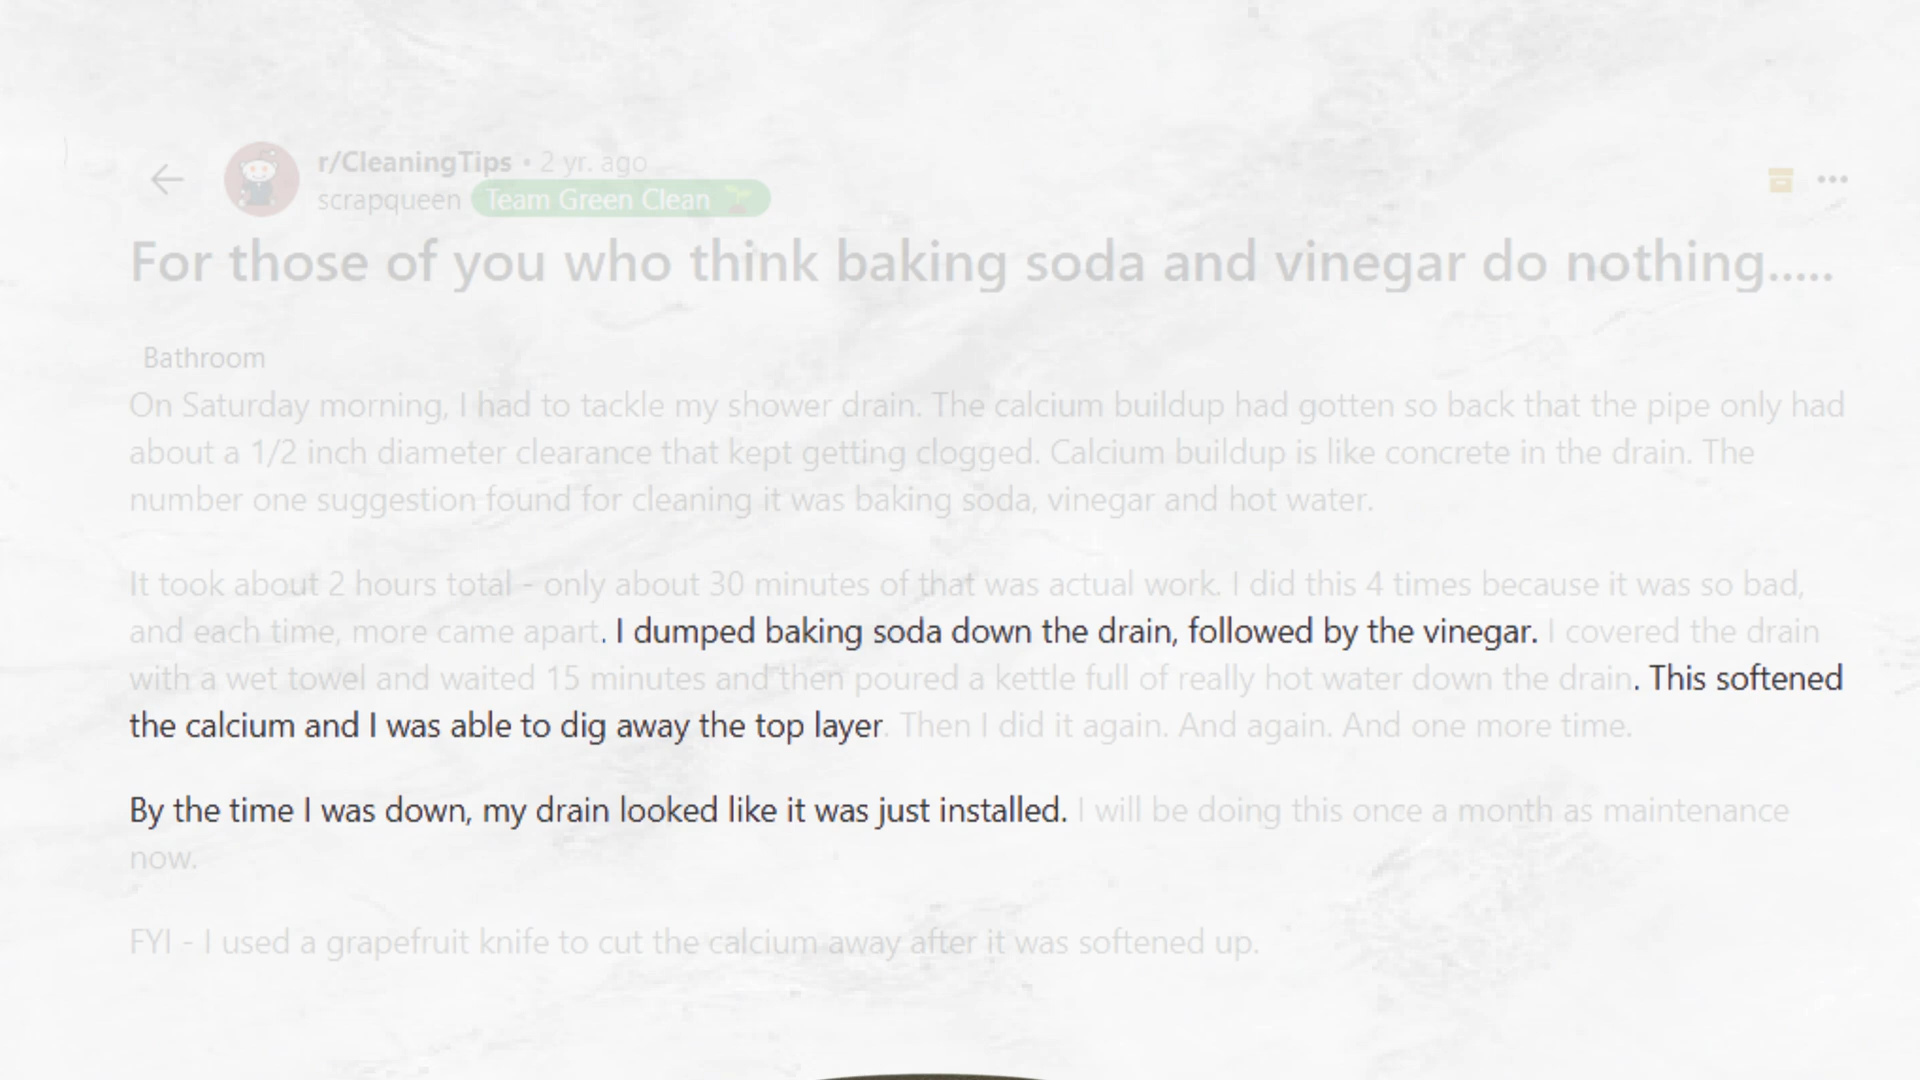 r/CleaningTips • 2 yr. ago
scrapqueen Team Green Clean
For those of you who think baking soda and vinegar do nothing.....
Bathroom
On Saturday morning, I had to tackle my shower drain. The calcium buildup had gotten so back that the pipe only had
about a 1/2 inch diameter clearance that kept getting clogged. Calcium buildup is like concrete in the drain. The
number one suggestion found for cleaning it was baking soda, vinegar and hot water.
It took about 2 hours total - only about 30 minutes of that was actual work. I did this 4 times because it was so bad,
and each time, more came apart. I dumped baking soda down the drain, followed by the vinegar. I covered the drain
with a wet towel and waited 15 minutes and then poured a kettle full of really hot water down the drain. This softened
the calcium and I was able to dig away the top layer. Then I did it again. And again. And one more time.
By the time I was down, my drain looked like it was just installed. I will be doing this once a month as maintenance
now.
FYI - I used a grapefruit knife to cut the calcium away after it was softened up.